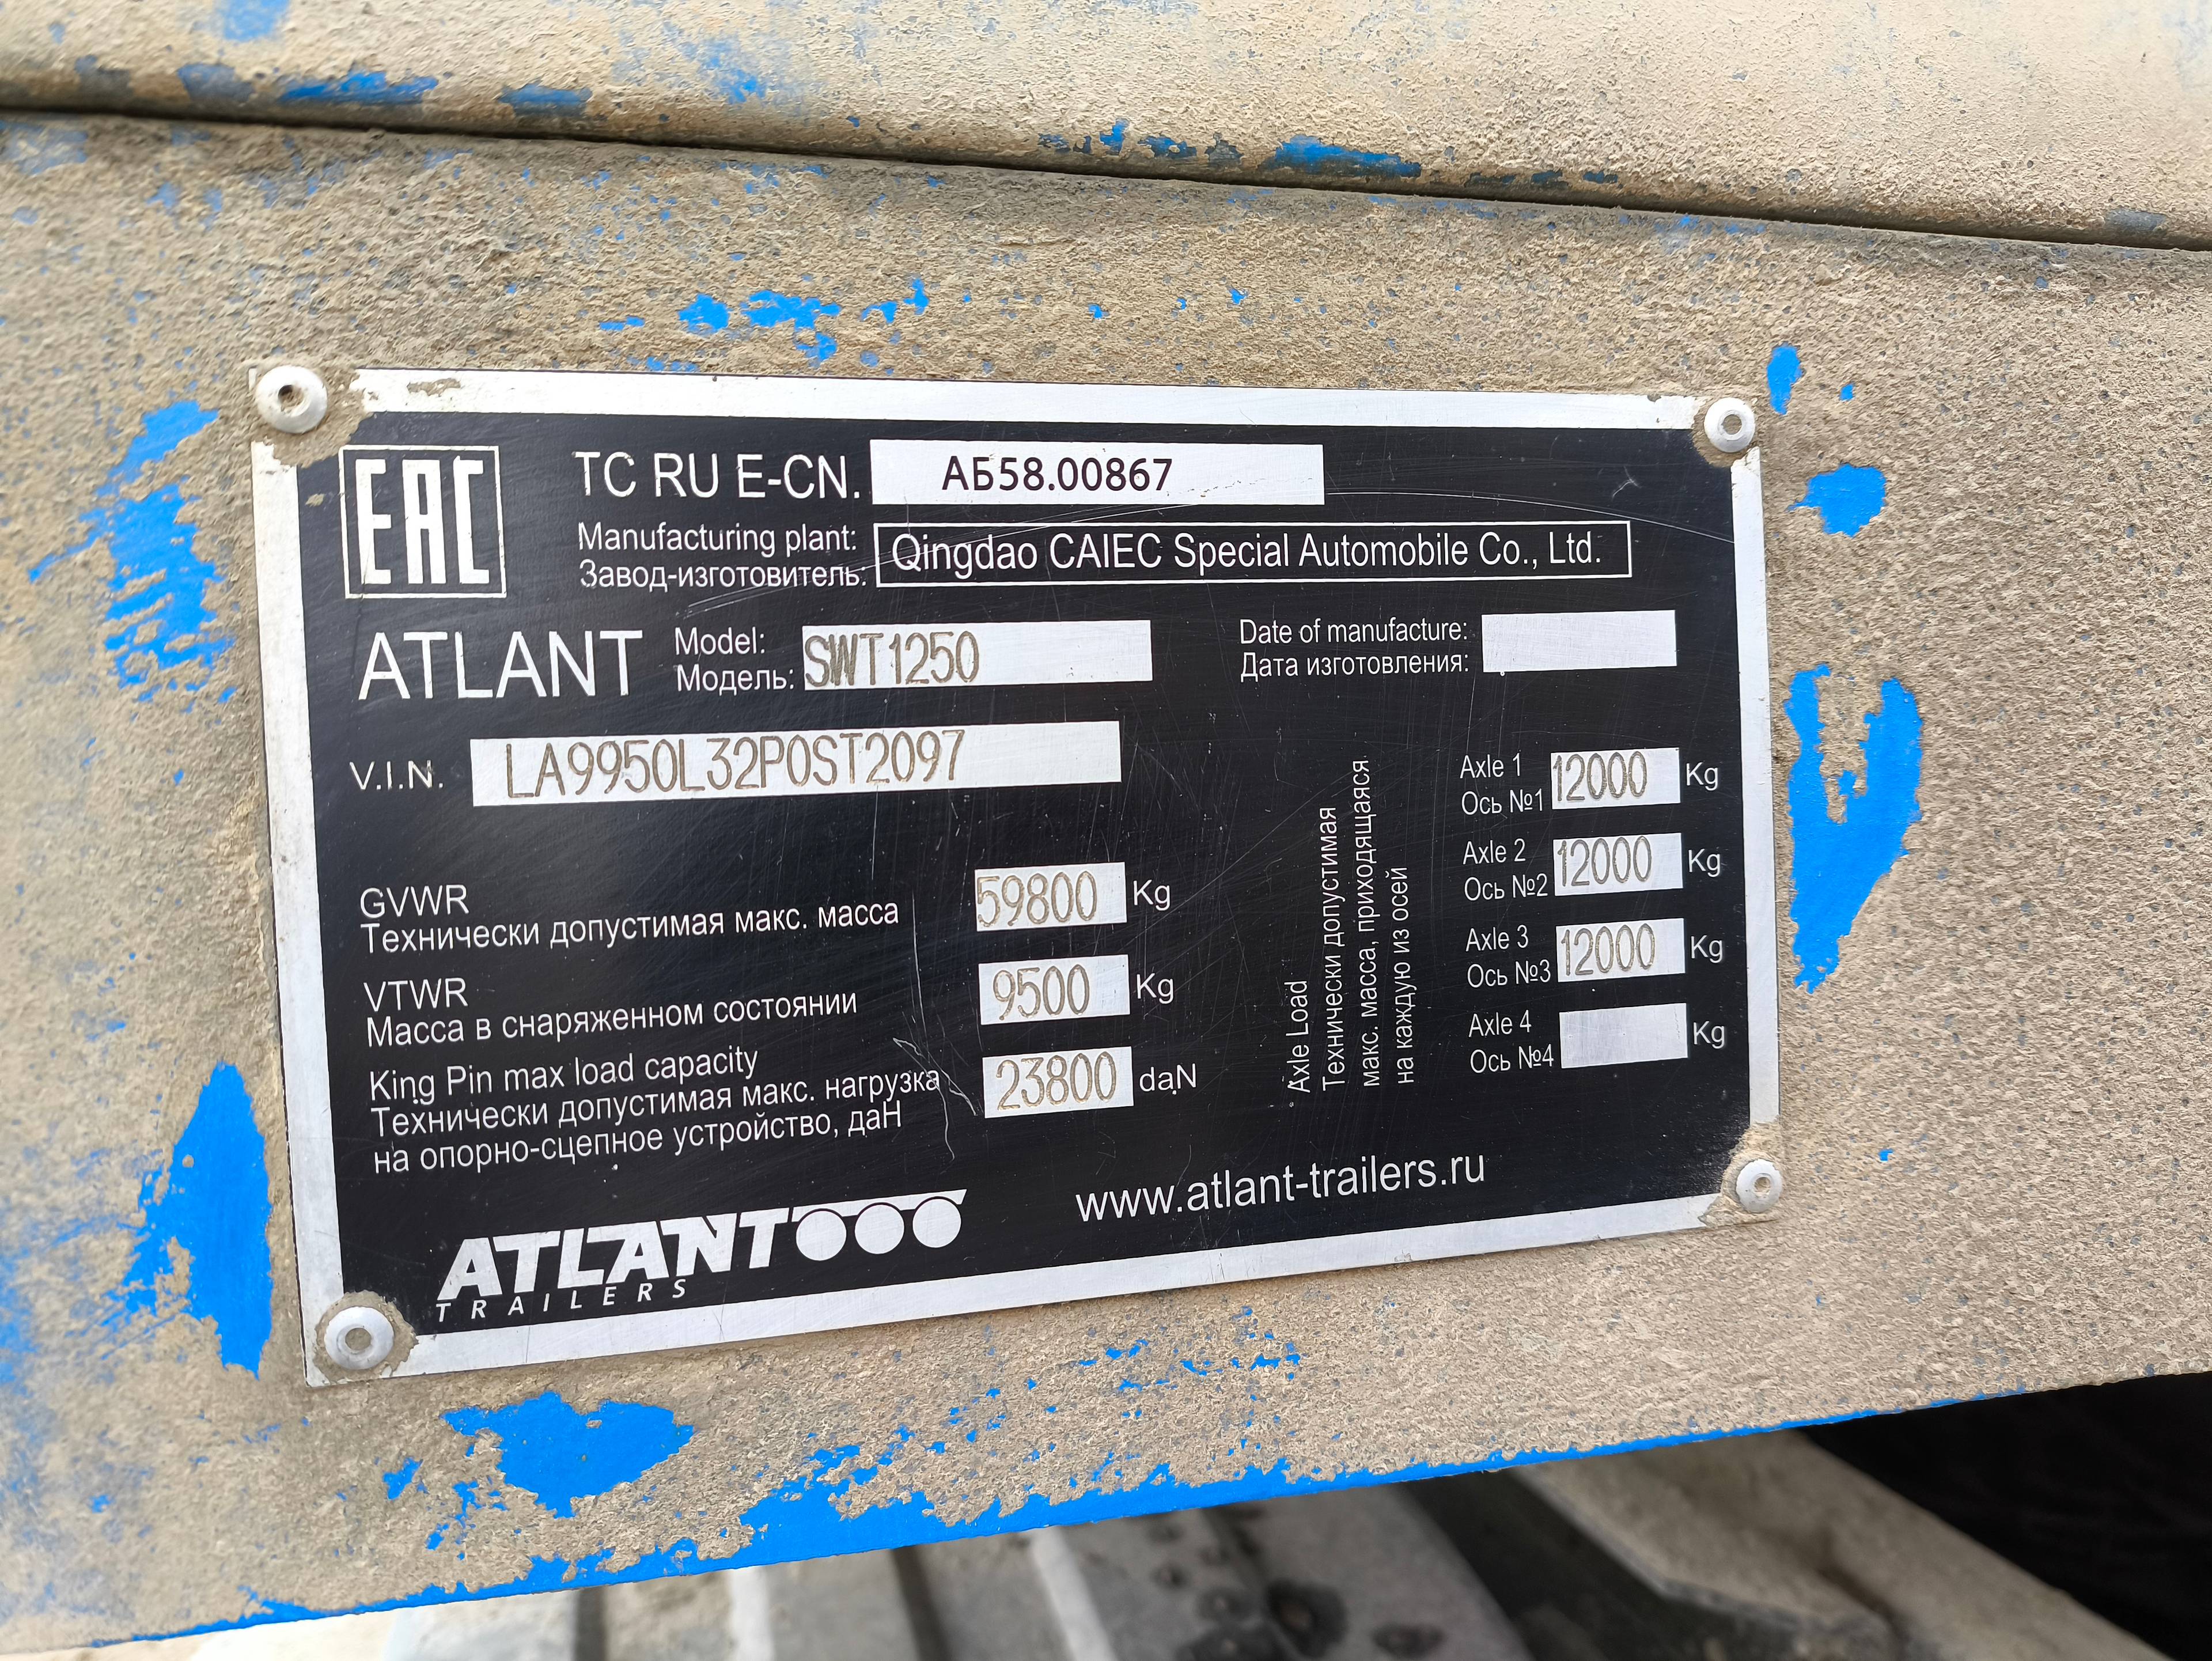 EAC
TC RU E-CN. АБ58.00867
Manufacturing plant:
Завод-изготовитель:
Qingdao CAIEC Special Automobile Co., Ltd.
ATLANT
Model:
Модель:
SWT1250
Date of manufacture:
Дата изготовления:
V.I.N. LA9950L32P0ST2097
GVWR
Технически допустимая макс. масса
59800 Kg
VTWR
Масса в снаряженном состоянии
9500 Kg
King Pin max load capacity
Технически допустимая макс. нагрузка
на опорно-сцепное устройство, даН
23800 daN
Axle Load
Технически допустимая
макс. масса, приходящаяся
на каждую из осей
Axle 1
Ось №1
12000 Kg
Axle 2
Ось №2
12000 Kg
Axle 3
Ось №3
12000 Kg
Axle 4
Ось №4
Kg
ATLANT
TRAILERS
www.atlant-trailers.ru